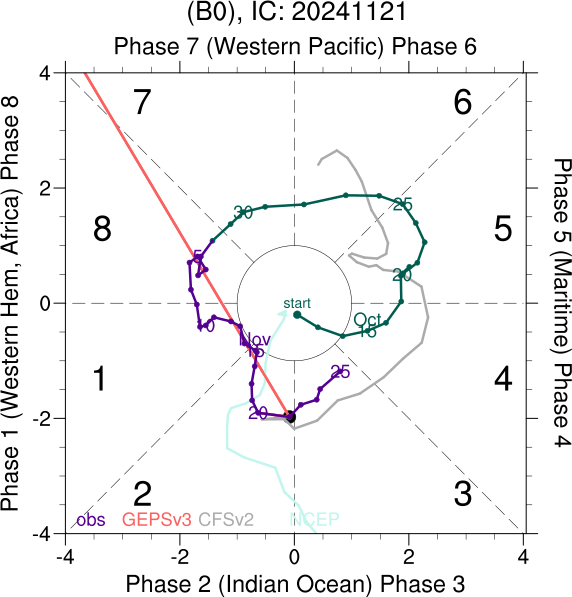 (B0), IC: 20241121
Phase 7 (Western Pacific) Phase 6
4
7
6
Phase 1 (Western Hem, Africa) Phase 8
2
30
25
8
5
5
Phase 5 (Maritime) Phase 4
20
start
0
Oct
10
15
Nov
15
1
4
25
-2
20
2
3
obs
GEPSv3
CFSv2
NCEP
-4
-4
-2
0
2
4
Phase 2 (Indian Ocean) Phase 3